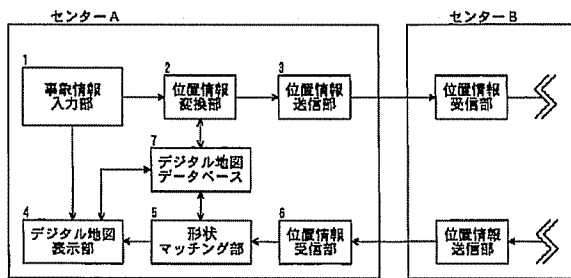 センターA
センターB
1
事象情報
入力部
2
位置情報
変換部
3
位置情報
送信部
位置情報
受信部
7
デジタル地図
データベース
4
デジタル地図
表示部
5
形状
マッチング部
6
位置情報
受信部
位置情報
送信部